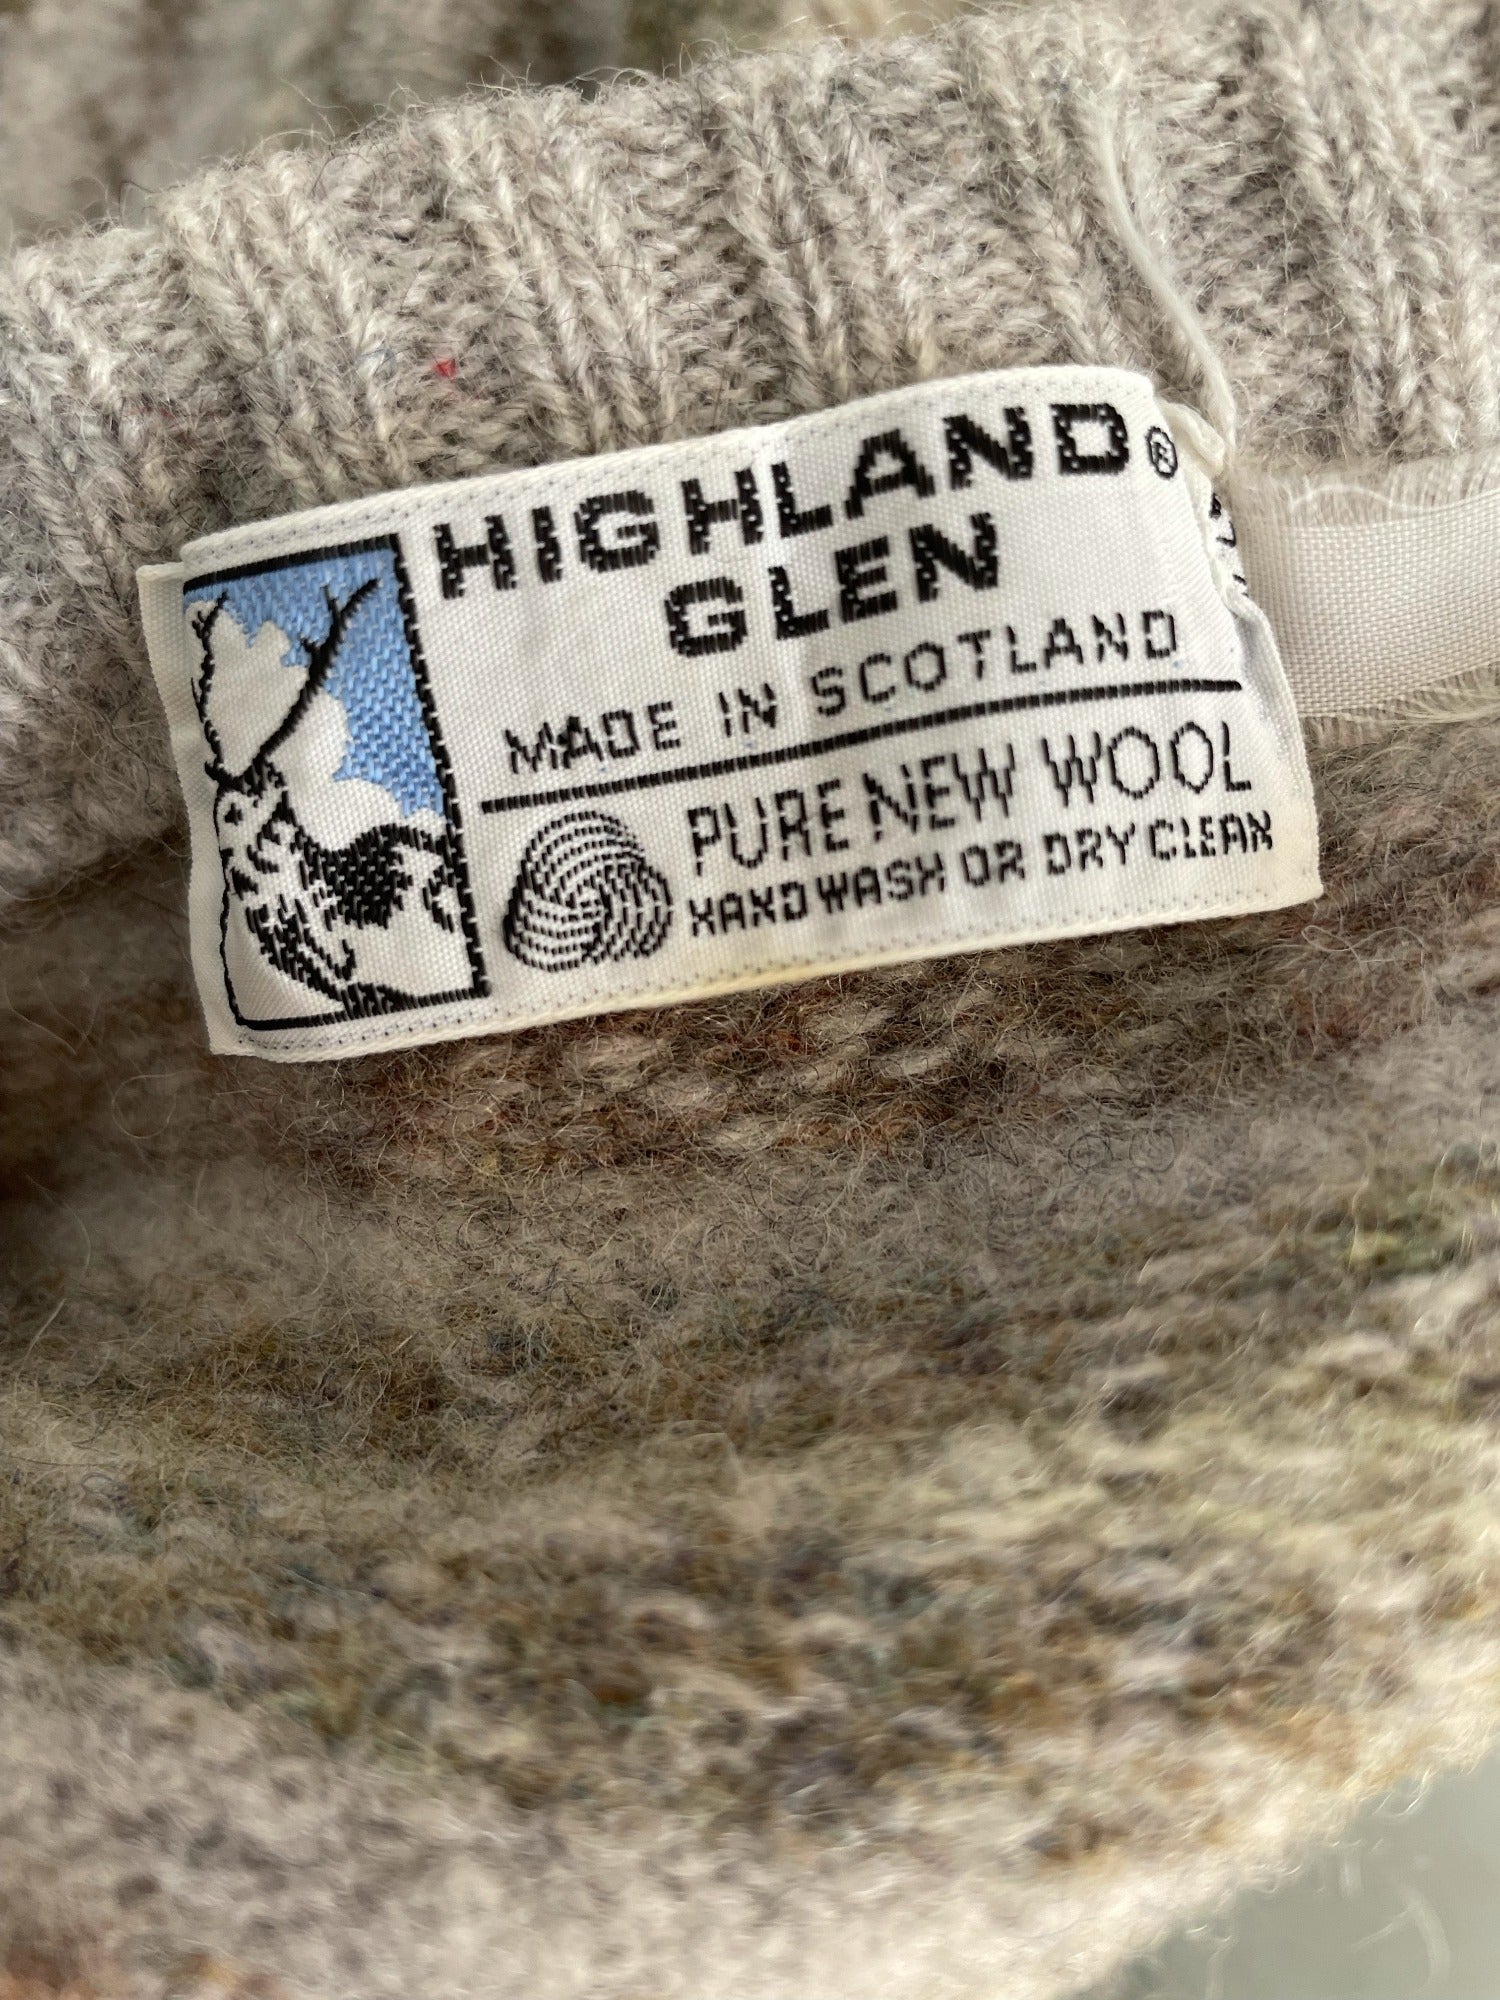 HIGHLAND®
GLEN
MADE IN SCOTLAND
PURE NEW WOOL
HAND WASH OR DRY CLEAN